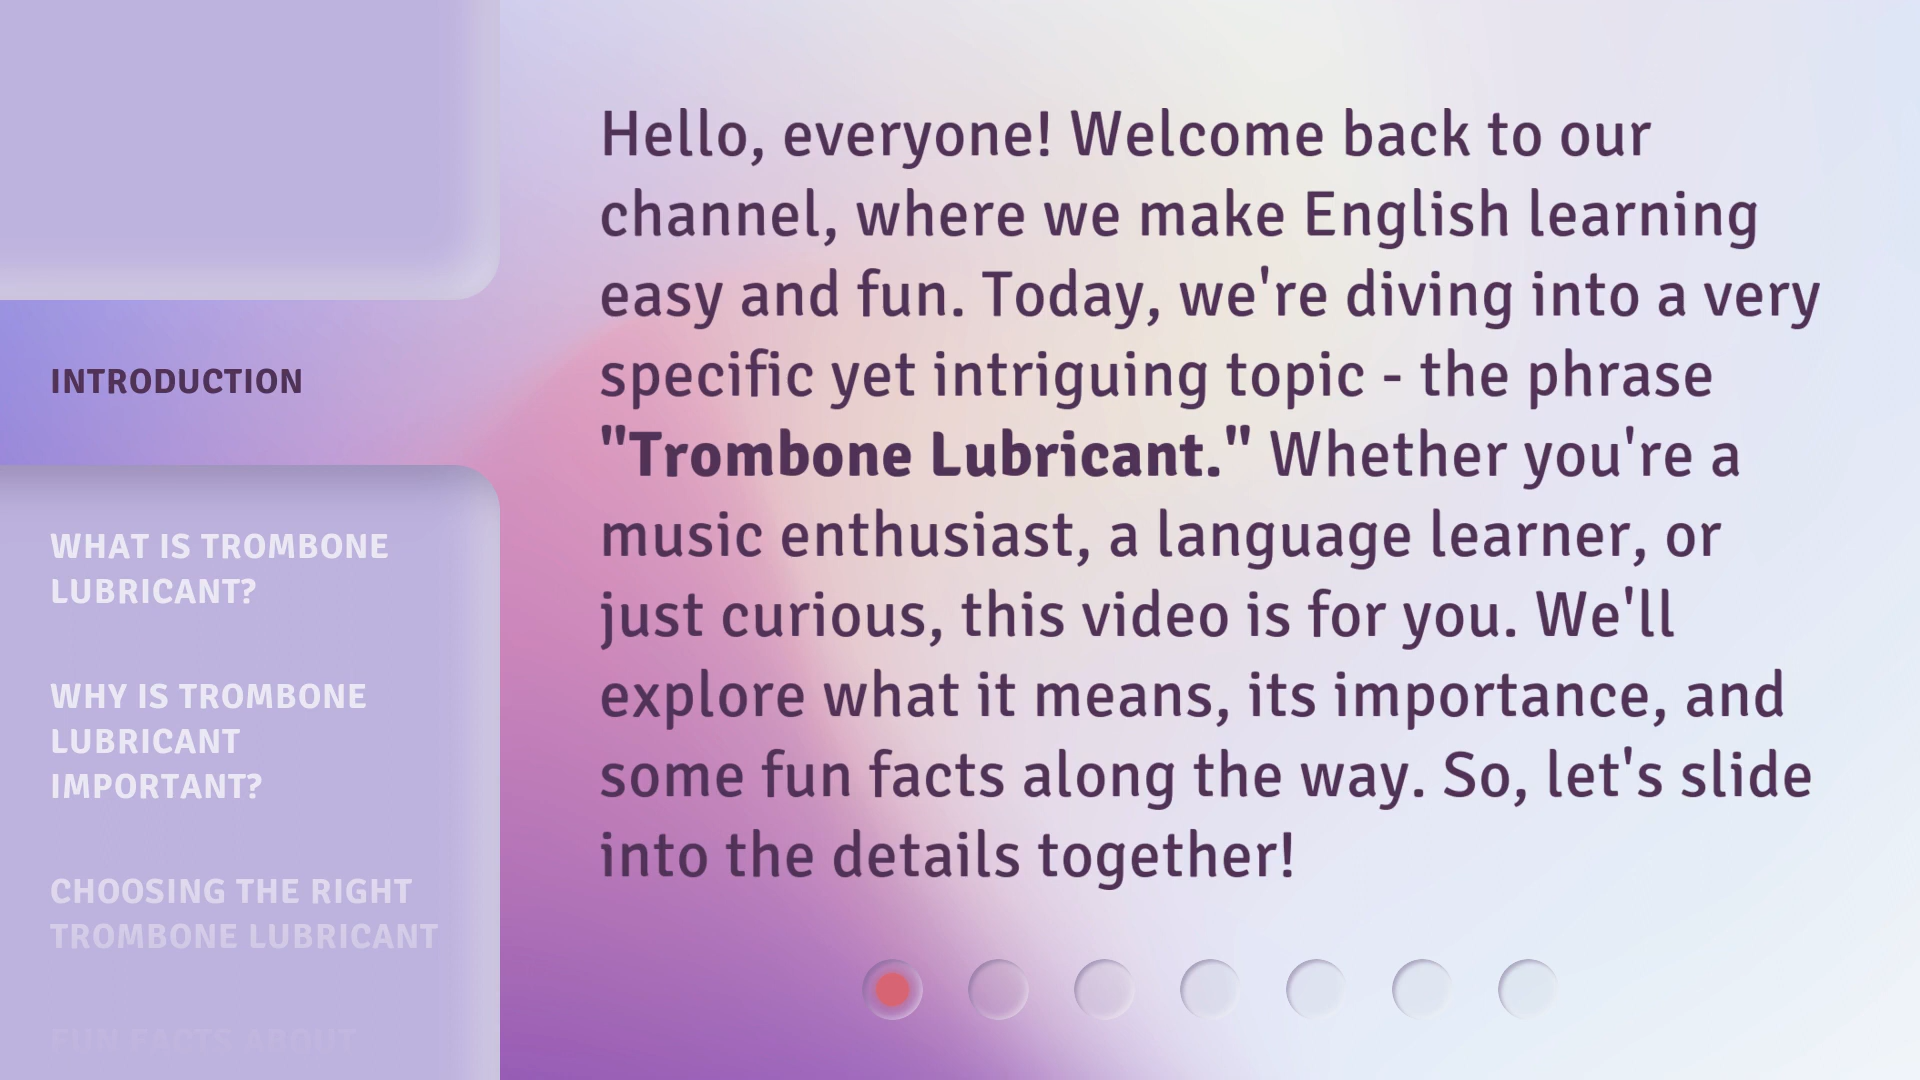 INTRODUCTION
WHAT IS TROMBONE
LUBRICANT?
WHY IS TROMBONE
LUBRICANT
IMPORTANT?
CHOOSING THE RIGHT
TROMBONE LUBRICANT
FUN FACTS ABOUT
Hello, everyone! Welcome back to our
channel, where we make English learning
easy and fun. Today, we're diving into a very
specific yet intriguing topic - the phrase
"Trombone Lubricant." Whether you're a
music enthusiast, a language learner, or
just curious, this video is for you. We'll
explore what it means, its importance, and
some fun facts along the way. So, let's slide
into the details together!